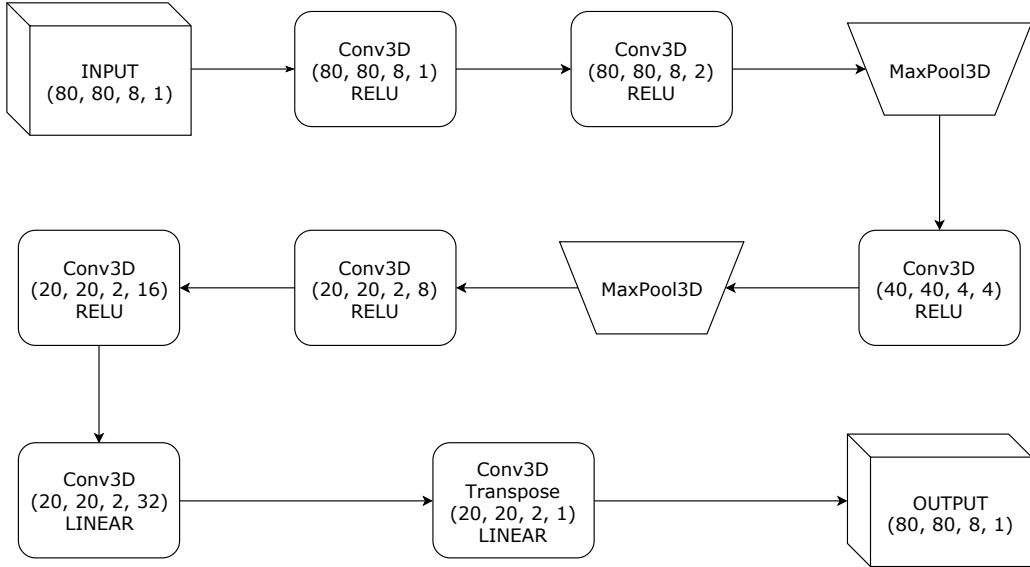 INPUT
(80, 80, 8, 1)
Conv3D
(80, 80, 8, 1)
RELU
Conv3D
(80, 80, 8, 2)
RELU
MaxPool3D
Conv3D
(40, 40, 4, 4)
RELU
MaxPool3D
Conv3D
(20, 20, 2, 8)
RELU
Conv3D
(20, 20, 2, 16)
RELU
Conv3D
(20, 20, 2, 32)
LINEAR
Conv3D
Transpose
(20, 20, 2, 1)
LINEAR
OUTPUT
(80, 80, 8, 1)